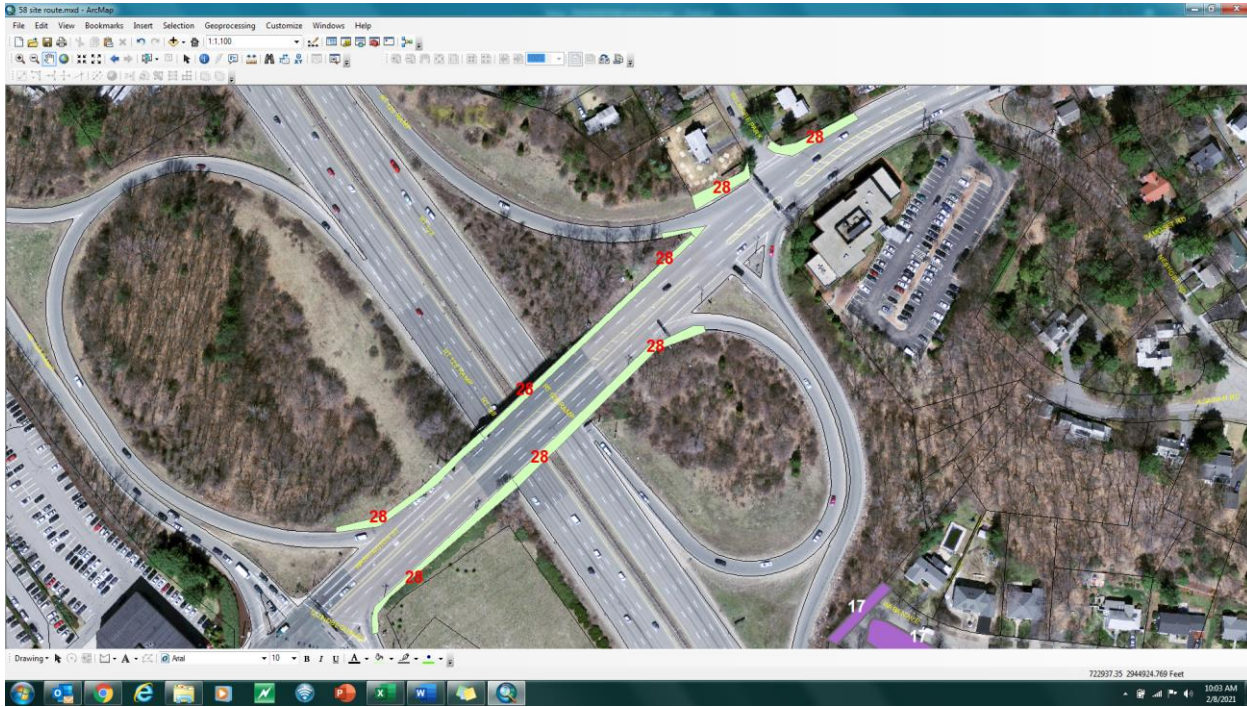 58 site route.mxd - ArcMap
File Edit View Bookmarks Insert Selection Geoprocessing Customize Windows Help
1:1,100
28
28
28
28
28
28
28
28
17
17
Drawing
Arial
10
B I U A
722937.35 2944924.769 Feet
10:03 AM
2/8/2021